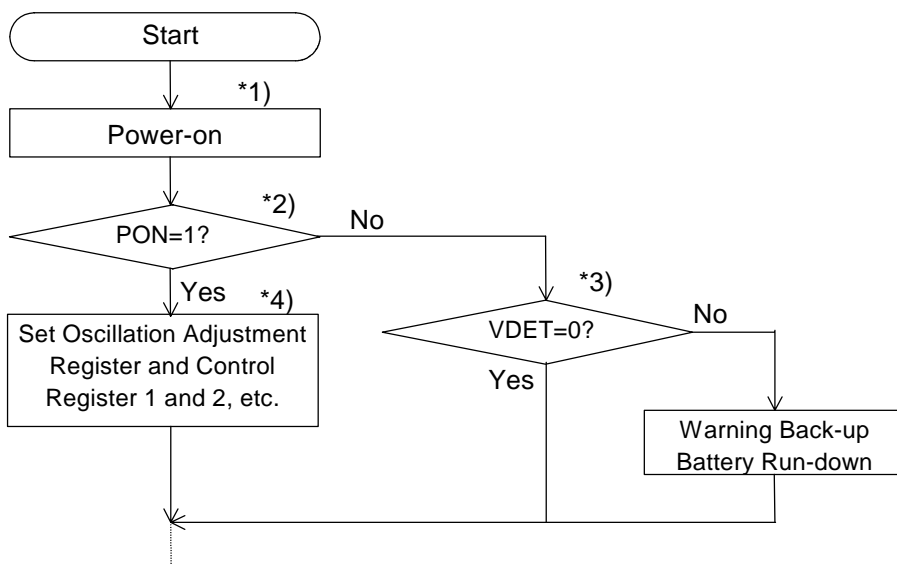 Start
*1)
Power-on
*2)
PON=1?
No
Yes
*4)
Set Oscillation Adjustment
Register and Control
Register 1 and 2, etc.
*3)
VDET=0?
No
Yes
Warning Back-up
Battery Run-down